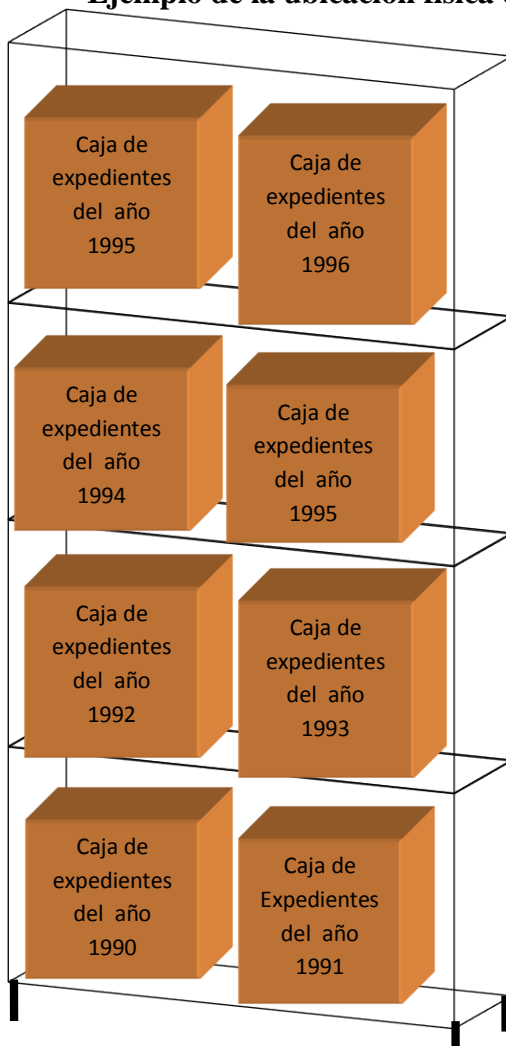 Ejemplo de la ubicación física
Caja de
expedientes
del año
1995
Caja de
expedientes
del año
1996
Caja de
expedientes
del año
1994
Caja de
expedientes
del año
1995
Caja de
expedientes
del año
1992
Caja de
expedientes
del año
1993
Caja de
expedientes
del año
1990
Caja de
Expedientes
del año
1991